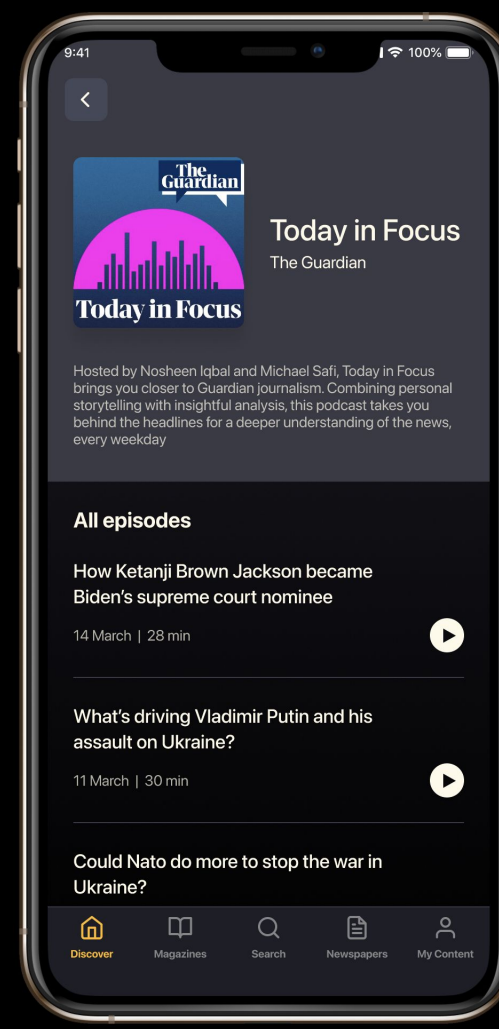 9:41
100%
The
Guardian
Today in Focus
Today in Focus
The Guardian
Hosted by Nosheen Iqbal and Michael Safi, Today in Focus
brings you closer to Guardian journalism. Combining personal
storytelling with insightful analysis, this podcast takes you
behind the headlines for a deeper understanding of the news,
every weekday
All episodes
How Ketanji Brown Jackson became
Biden’s supreme court nominee
14 March | 28 min
What’s driving Vladimir Putin and his
assault on Ukraine?
11 March | 30 min
Could Nato do more to stop the war in
Ukraine?
Discover
Magazines
Search
Newspapers
My Content